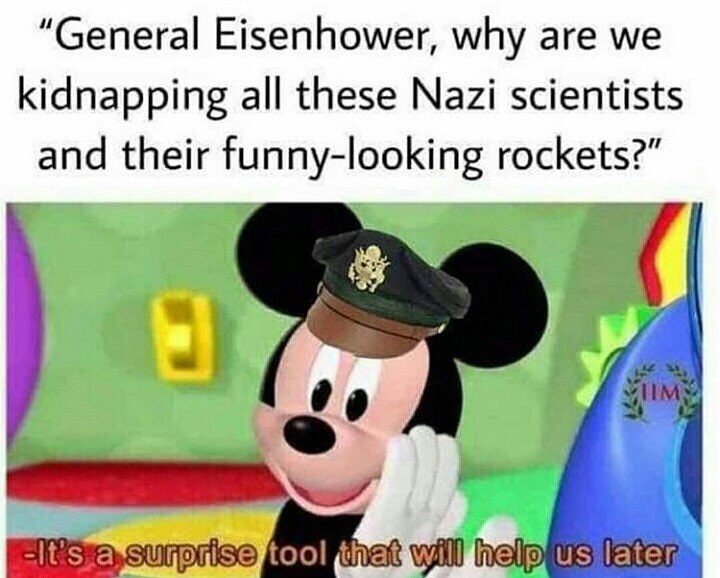 “General Eisenhower, why are we
kidnapping all these Nazi scientists
and their funny-looking rockets?”
IIM
-It's a surprise tool that will help us later